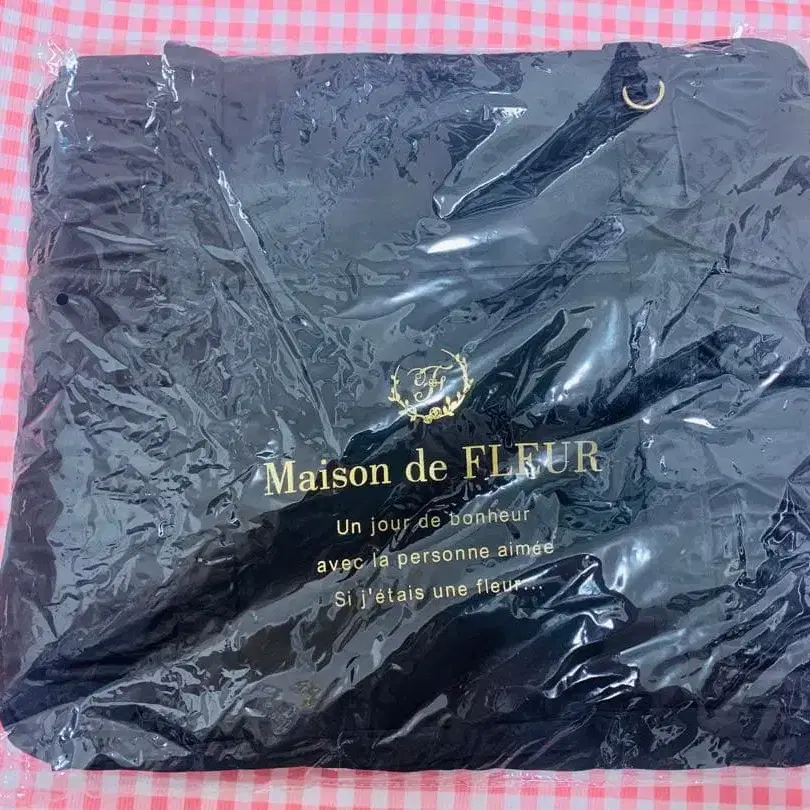 F
Maison de FLEUR
Un jour de bonheur
avec la personne aimée
Si j'étais une fleur...